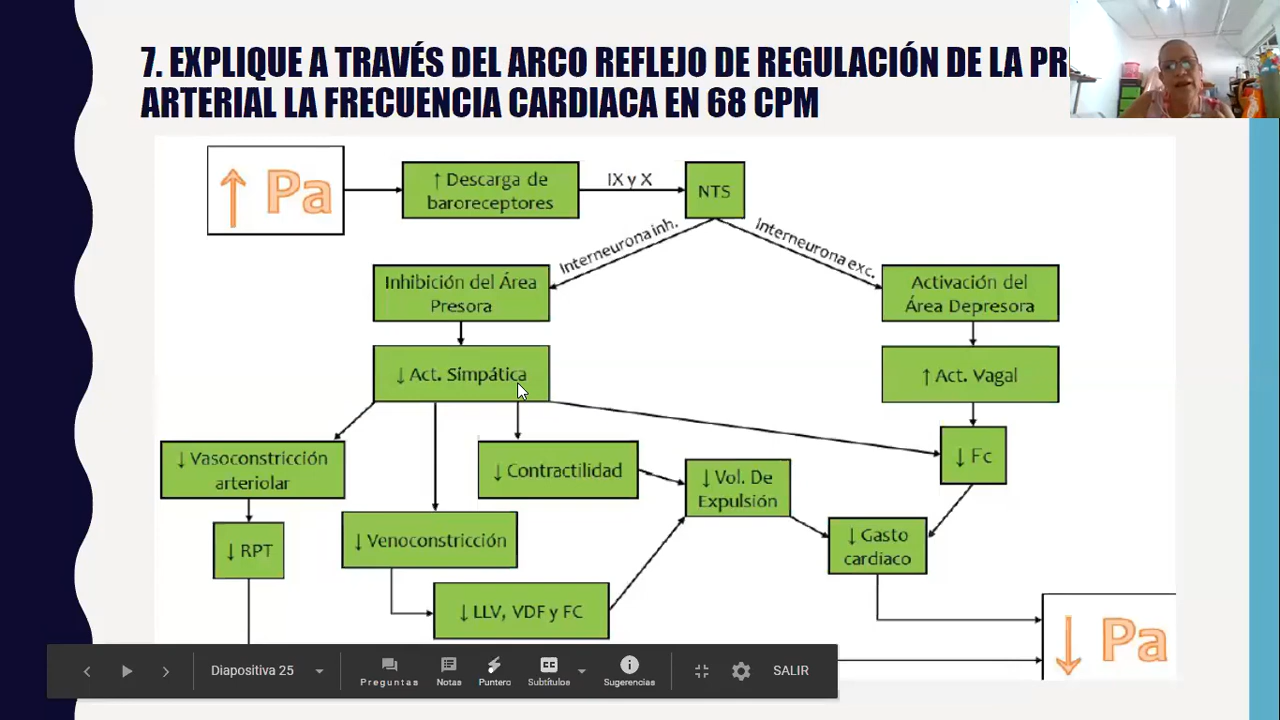 7. EXPLIQUE A TRAVÉS DEL ARCO REFLEJO DE REGULACIÓN DE LA
ARTERIAL LA FRECUENCIA CARDIACA EN 68 CPM
↑ Pa
↑ Descarga de
baroreceptores
IX y X
NTS
Interneurona inh.
Interneurona exc.
Inhibición del Área
Presora
Activación del
Área Depresora
↓ Act. Símpática
↑ Act. Vagal
↓ Vasoconstricción
arteriolar
↓ Contractilidad
↓ Vol. De
Expulsión
↓ Fc
↓ RPT
↓ Venoconstricción
↓ Gasto
cardiaco
↓ LLV, VDF y FC
↓ Pa
Diapositiva 25
Preguntas
Notas
Puntero
Subtítulos
Sugerencias
SALIR